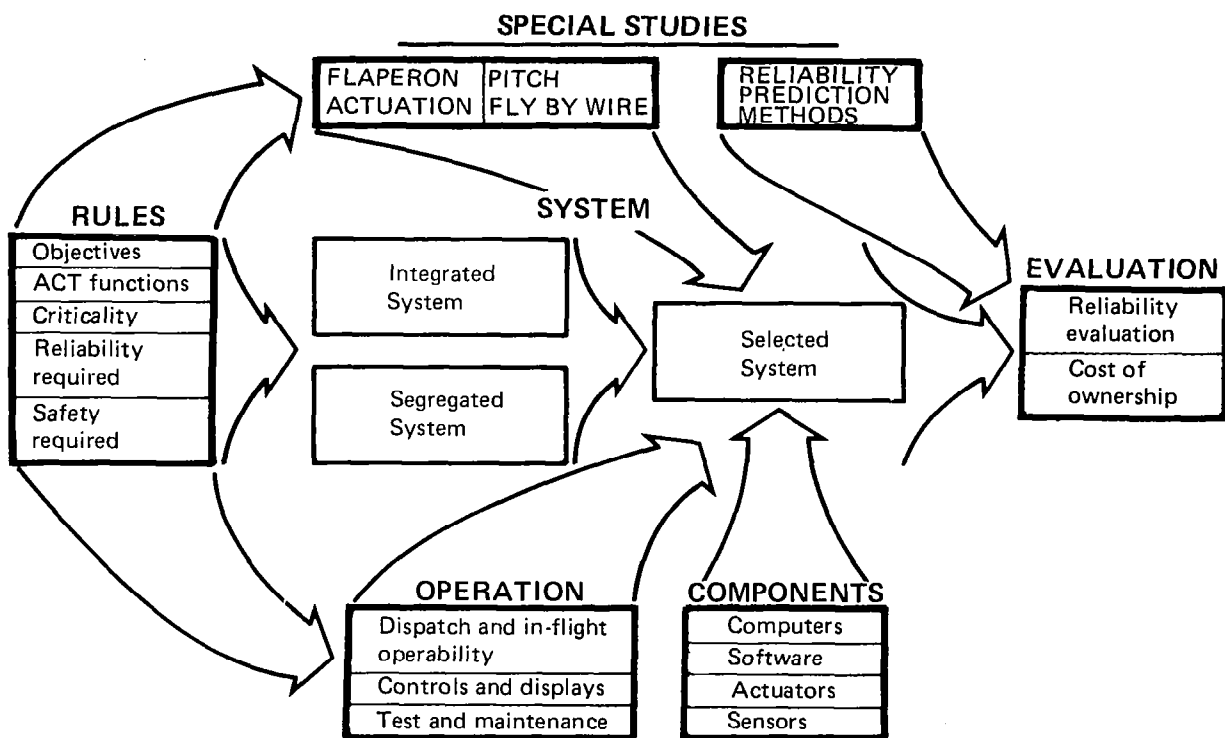 SPECIAL STUDIES
FLAPERON
ACTUATION
PITCH
FLY BY WIRE
RELIABILITY
PREDICTION
METHODS
RULES
Objectives
ACT functions
Criticality
Reliability
required
Safety
required
SYSTEM
Integrated
System
Segregated
System
Selected
System
EVALUATION
Reliability
evaluation
Cost of
ownership
OPERATION
Dispatch and in-flight
operability
Controls and displays
Test and maintenance
COMPONENTS
Computers
Software
Actuators
Sensors